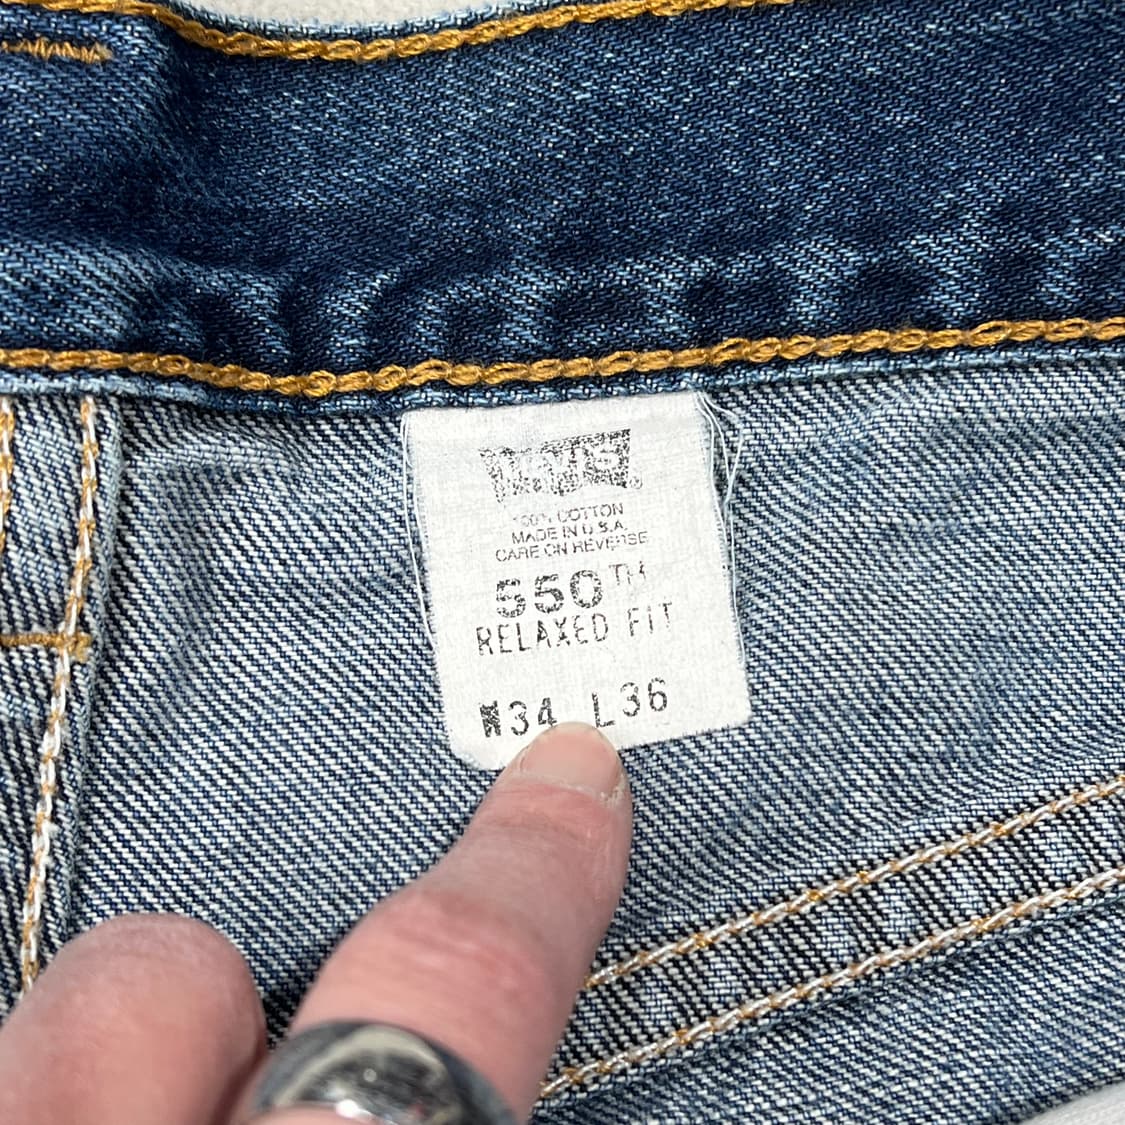 LEVI'S
100% COTTON
MADE IN U.S.A.
CARE ON REVERSE
550™
RELAXED FIT
W34 L36